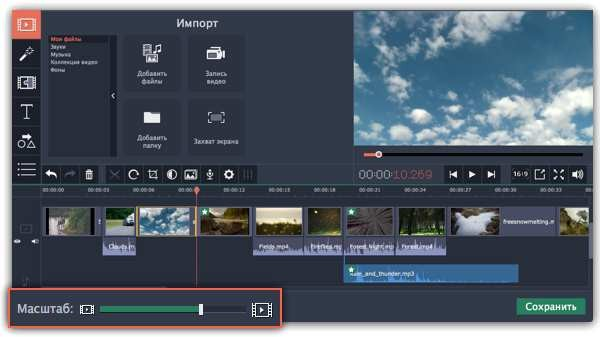 Импорт
Мои файлы
Звуки
Музыка
Коллекция видео
Фоны
Добавить файлы
Запись видео
Добавить папку
Захват экрана
00:00:10.269
16:9
00:00:00 00:00:03 00:00:06 00:00:09 00:00:12 00:00:15 00:00:18 00:00:21 00:00:24 00:00:27 00:00:30 00:00:33
freesnowmelting.m
Clouds.m
Fields.mp4
Fireflies.m
Forest_Night.mp
Forest.mp4
and_thunder.mp3
Масштаб:
Сохранить